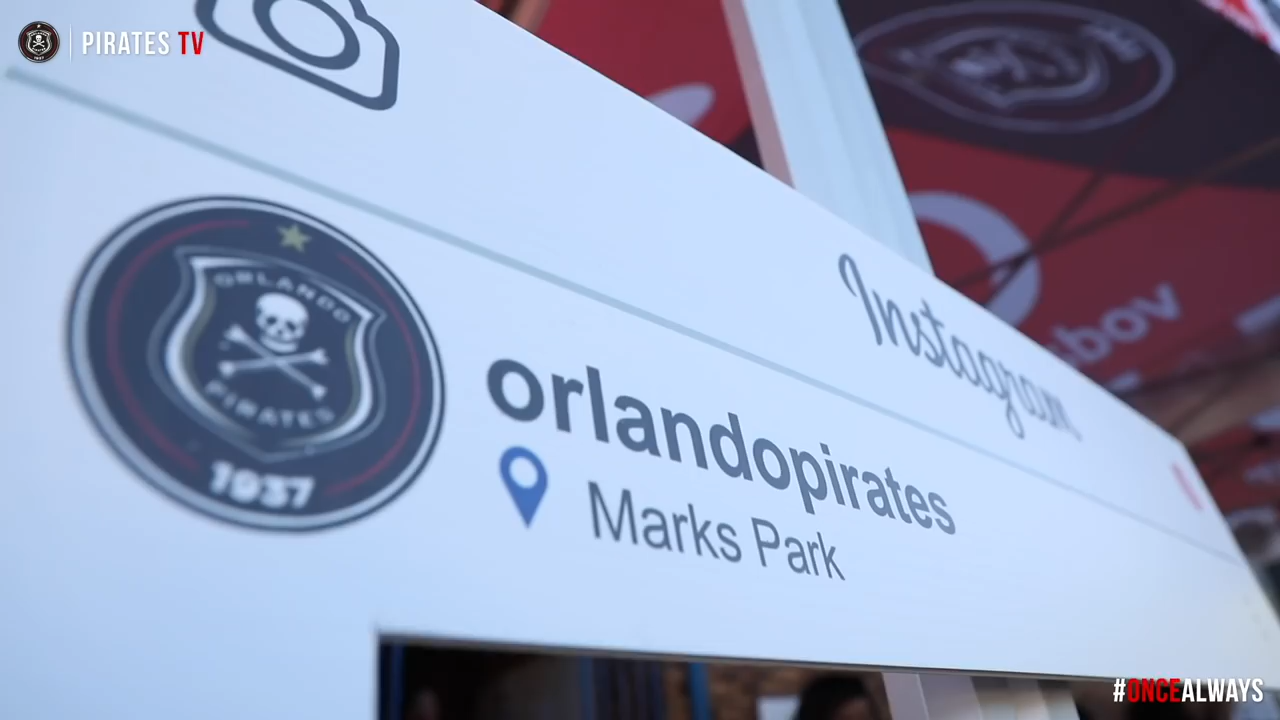 PIRATES TV
Instagram
ORLANDO
PIRATES
1937
orlandopirates
Marks Park
#ONCEALWAYS